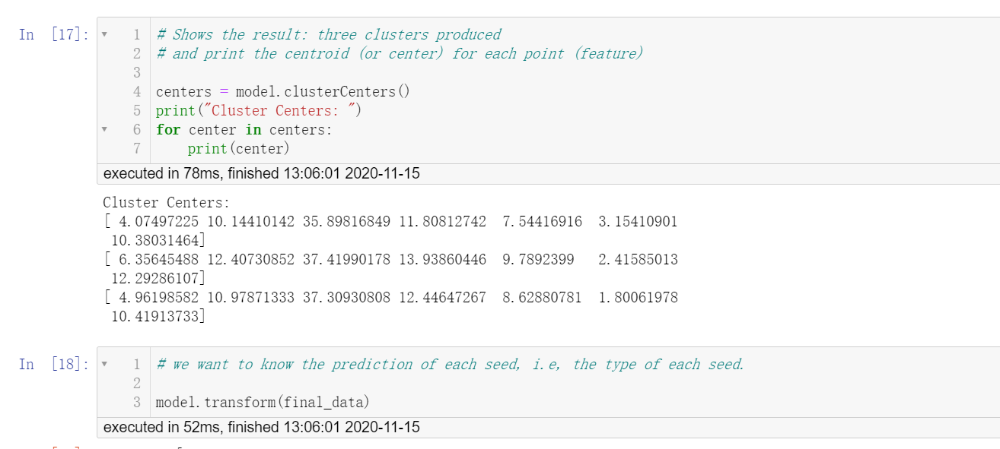 In [17]:
1 # Shows the result: three clusters produced
2 # and print the centroid (or center) for each point (feature)
3
4 centers = model.clusterCenters()
5 print("Cluster Centers: ")
6 for center in centers:
7     print(center)
executed in 78ms, finished 13:06:01 2020-11-15
Cluster Centers:
[ 4.07497225 10.14410142 35.89816849 11.80812742  7.54416916  3.15410901
 10.38031464]
[ 6.35645488 12.40730852 37.41990178 13.93860446  9.7892399   2.41585013
 12.29286107]
[ 4.96198582 10.97871333 37.30930808 12.44647267  8.62880781  1.80061978
 10.41913733]
In [18]:
1 # we want to know the prediction of each seed, i.e, the type of each seed.
2
3 model.transform(final_data)
executed in 52ms, finished 13:06:01 2020-11-15